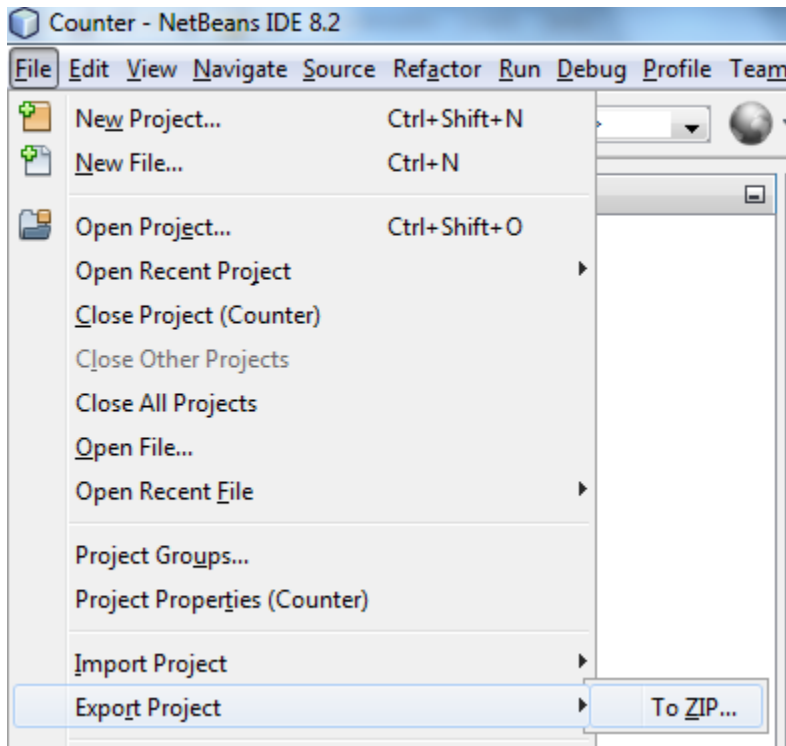 Counter - NetBeans IDE 8.2
File Edit View Navigate Source Refactor Run Debug Profile Team
New Project... Ctrl+Shift+N
New File... Ctrl+N
Open Project... Ctrl+Shift+O
Open Recent Project
Close Project (Counter)
Close Other Projects
Close All Projects
Open File...
Open Recent File
Project Groups...
Project Properties (Counter)
Import Project
Export Project To ZIP...